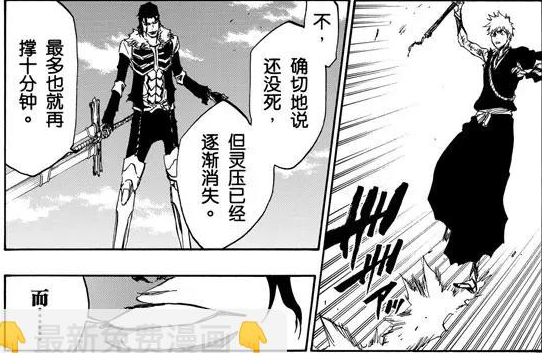 不，
确切地说
还没死，
但灵压已经
逐渐消失。
最多也就再
撑十分钟。
而……
👇最新免费漫画👇